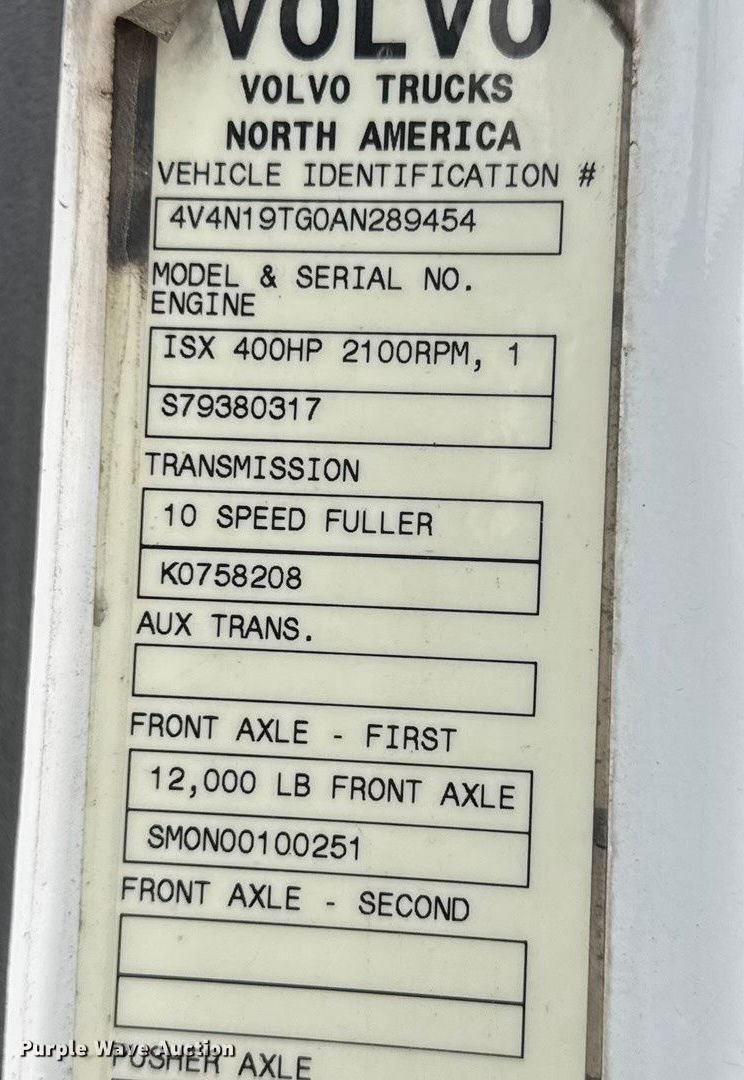 VOLVO
VOLVO TRUCKS
NORTH AMERICA
VEHICLE IDENTIFICATION #
4V4N19TG0AN289454
MODEL & SERIAL NO.
ENGINE
ISX 400HP 2100RPM, 1
S79380317
TRANSMISSION
10 SPEED FULLER
K0758208
AUX TRANS.
FRONT AXLE - FIRST
12,000 LB FRONT AXLE
SMON00100251
FRONT AXLE - SECOND
PUSHER AXLE
Purple Wave Auction